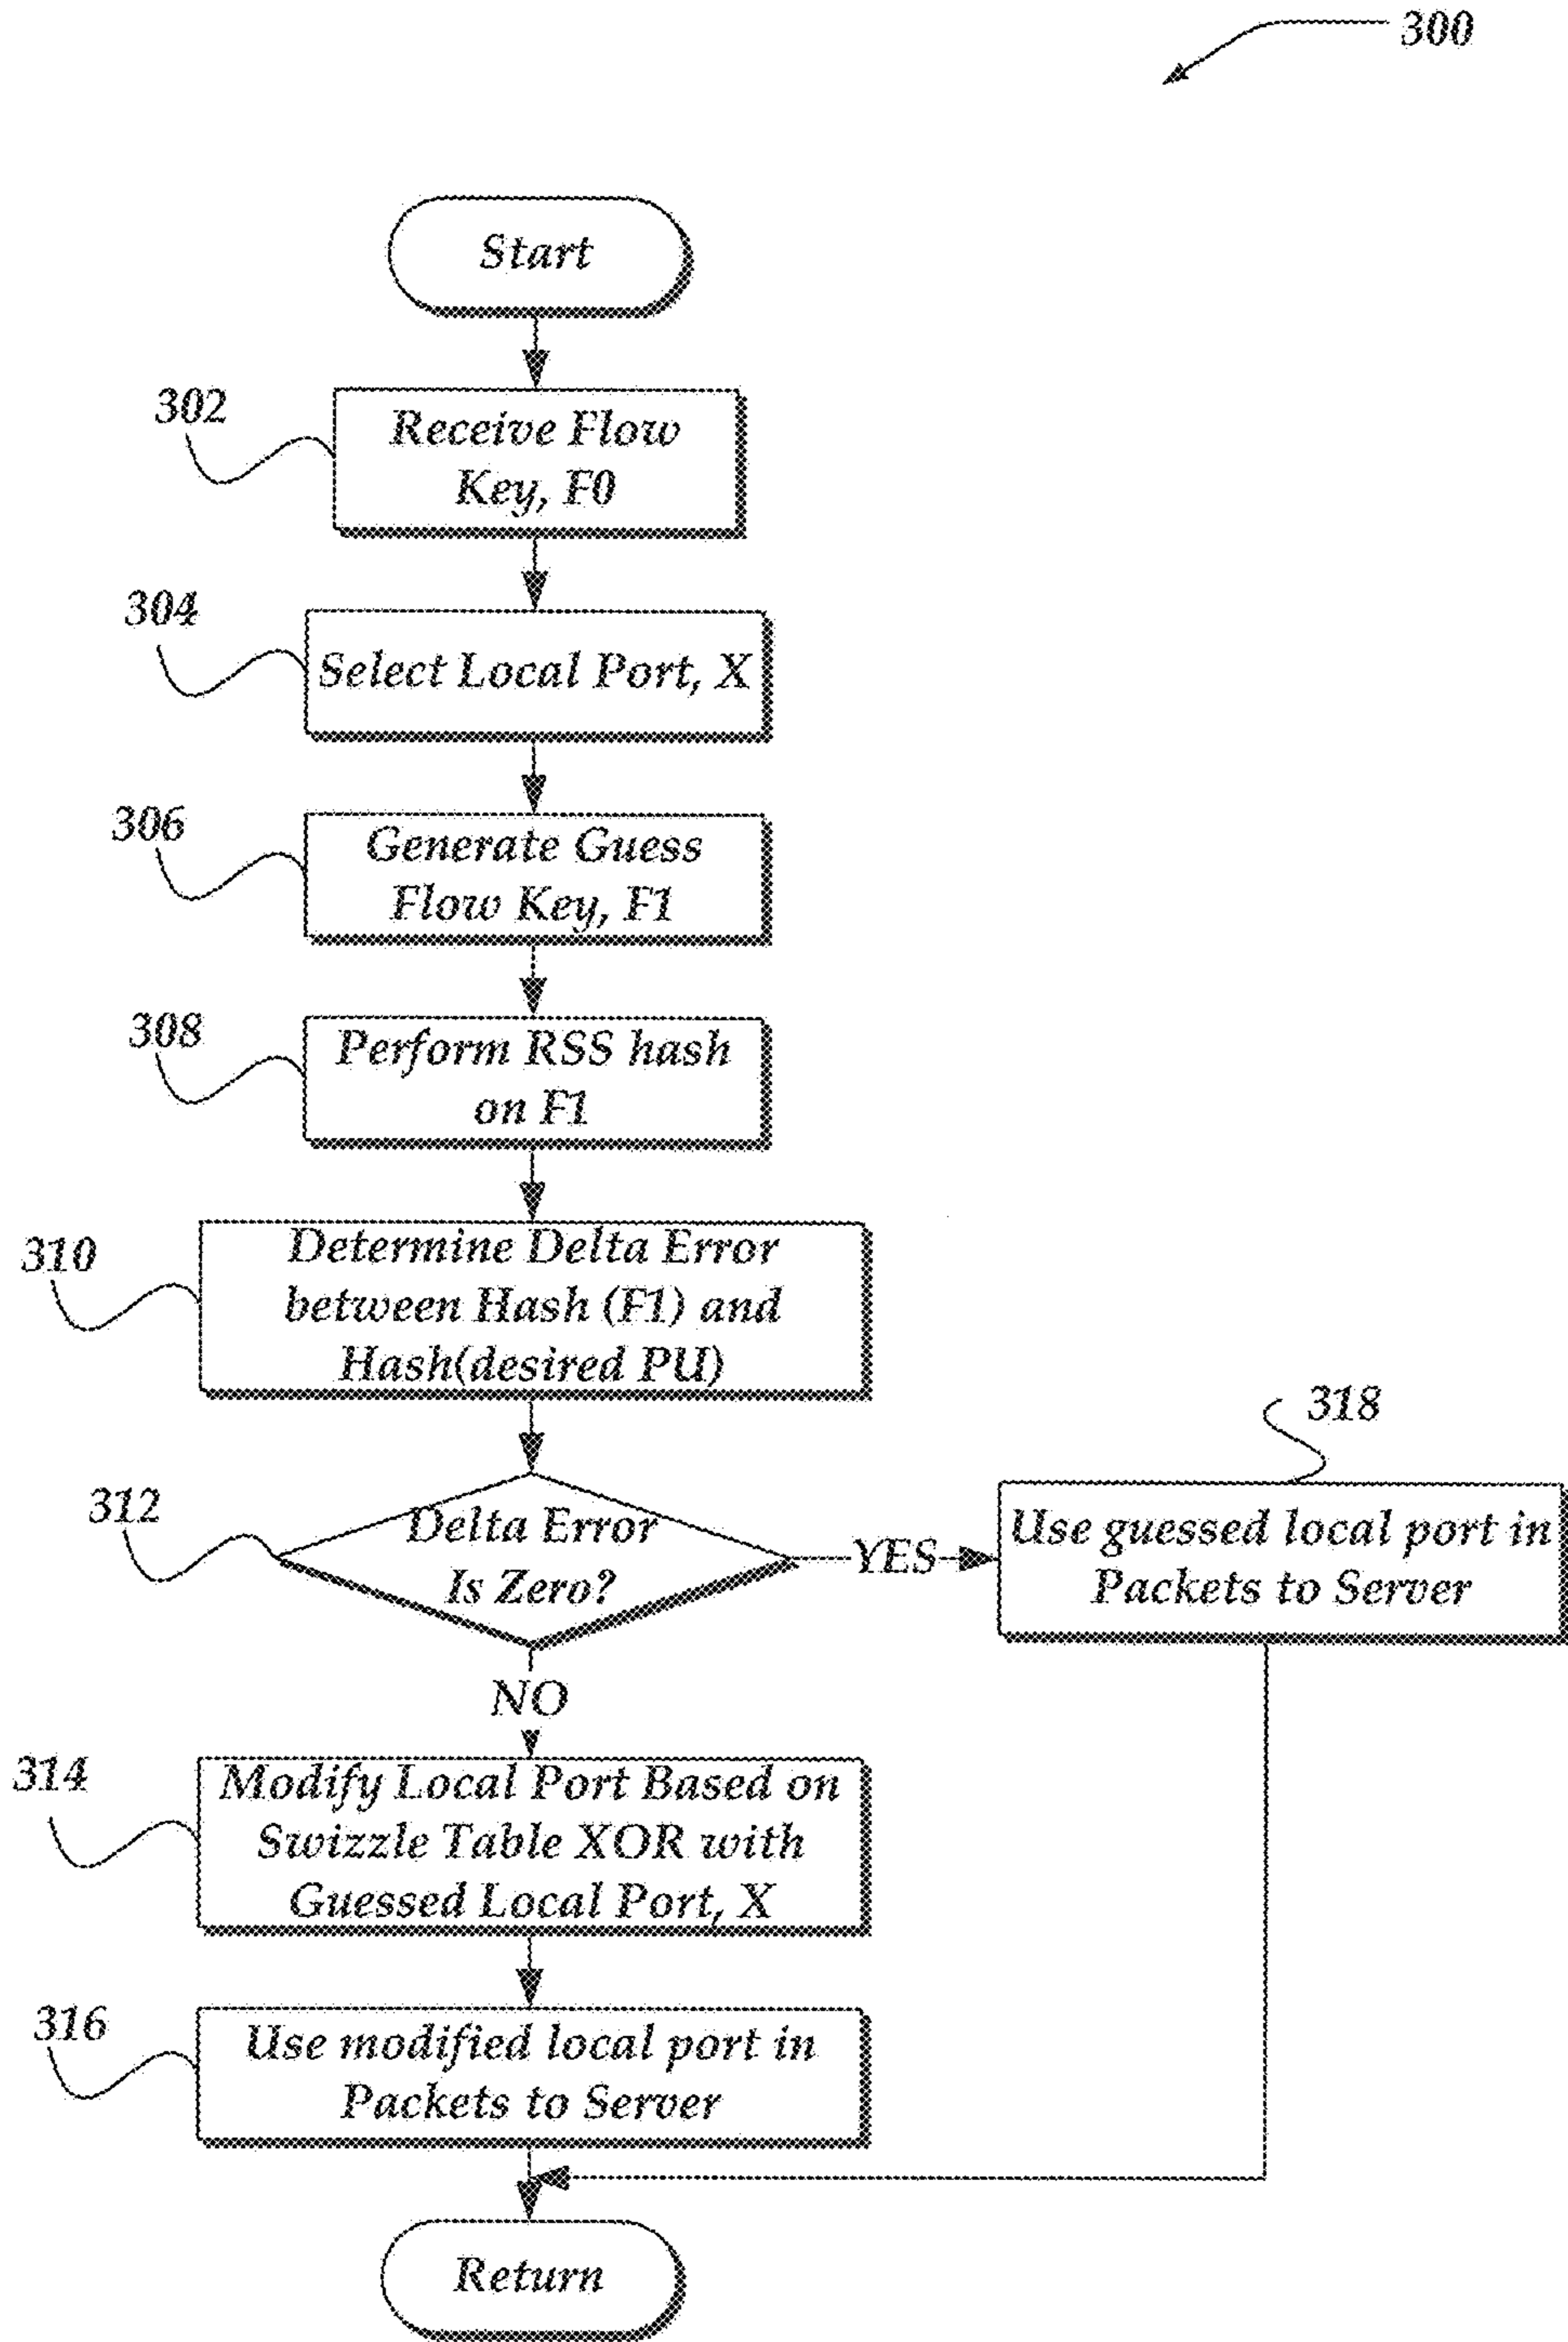 300
Start
302
Receive Flow
Key, F0
304
Select Local Port, X
306
Generate Guess
Flow Key, F1
308
Perform RSS hash
on F1
310
Determine Delta Error
between Hash (F1) and
Hash(desired PU)
312
Delta Error
Is Zero?
YES
318
Use guessed local port in
Packets to Server
NO
314
Modify Local Port Based on
Swizzle Table XOR with
Guessed Local Port, X
316
Use modified local port in
Packets to Server
Return